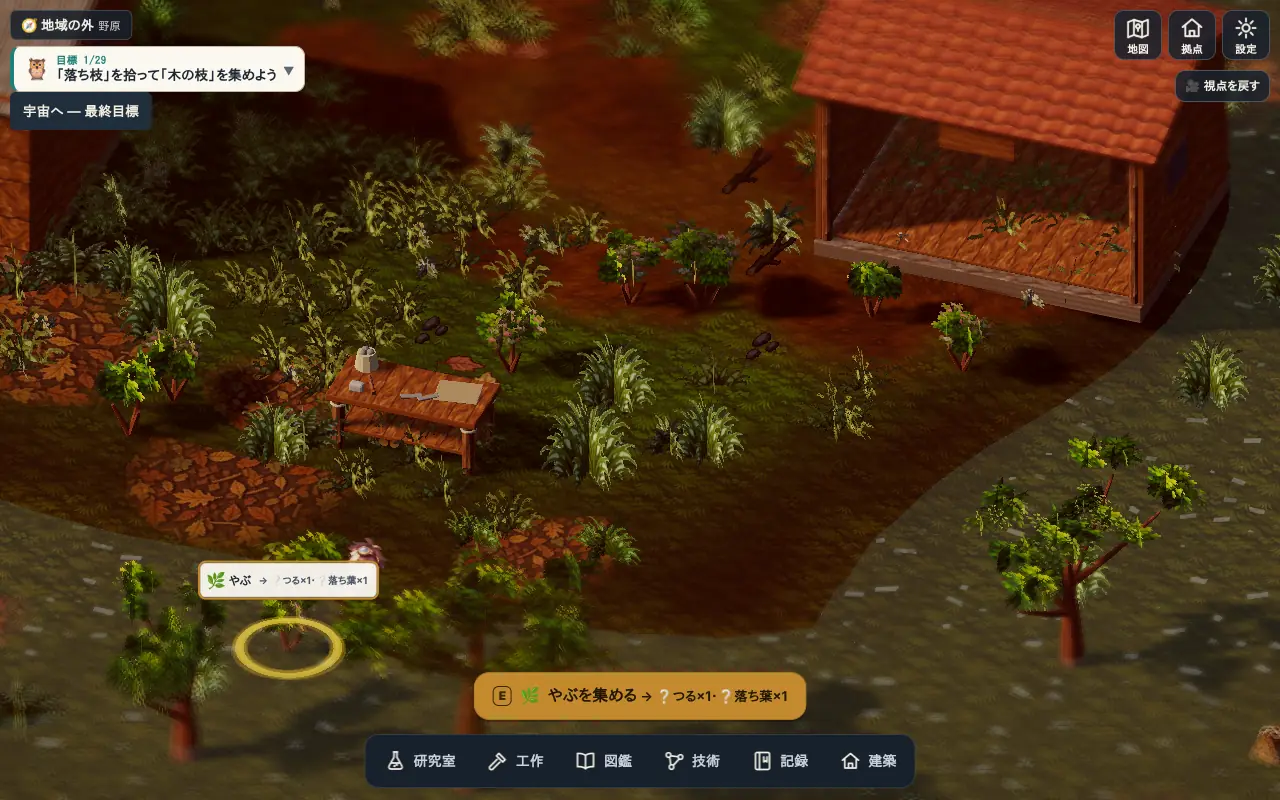 地域の外 野原
目標 1/29
「落ち枝」を拾って「木の枝」を集めよう
宇宙へ — 最終目標
地図
拠点
設定
視点を戻す
やぶ → つる×1· 落ち葉×1
E やぶを集める → ❔つる×1· ❔落ち葉×1
研究室
工作
図鑑
技術
記録
建築